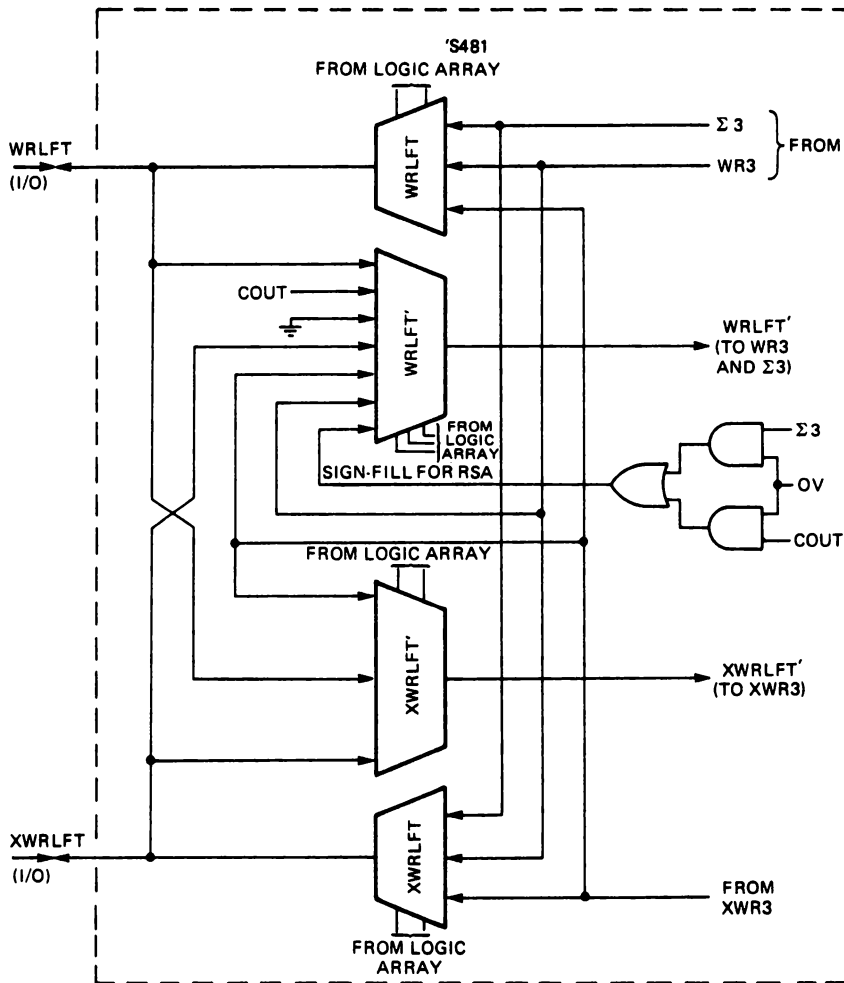 'S481
FROM LOGIC ARRAY
Σ 3
FROM
WRLFT
WRLFT
WR3
(I/O)
COUT
WRLFT'
WRLFT'
(TO WR3
AND Σ3)
FROM
LOGIC
ARRAY
Σ3
SIGN-FILL FOR RSA
OV
COUT
FROM LOGIC ARRAY
XWRLFT'
XWRLFT'
(TO XWR3)
XWRLFT
XWRLFT
(I/O)
FROM
XWR3
FROM LOGIC
ARRAY